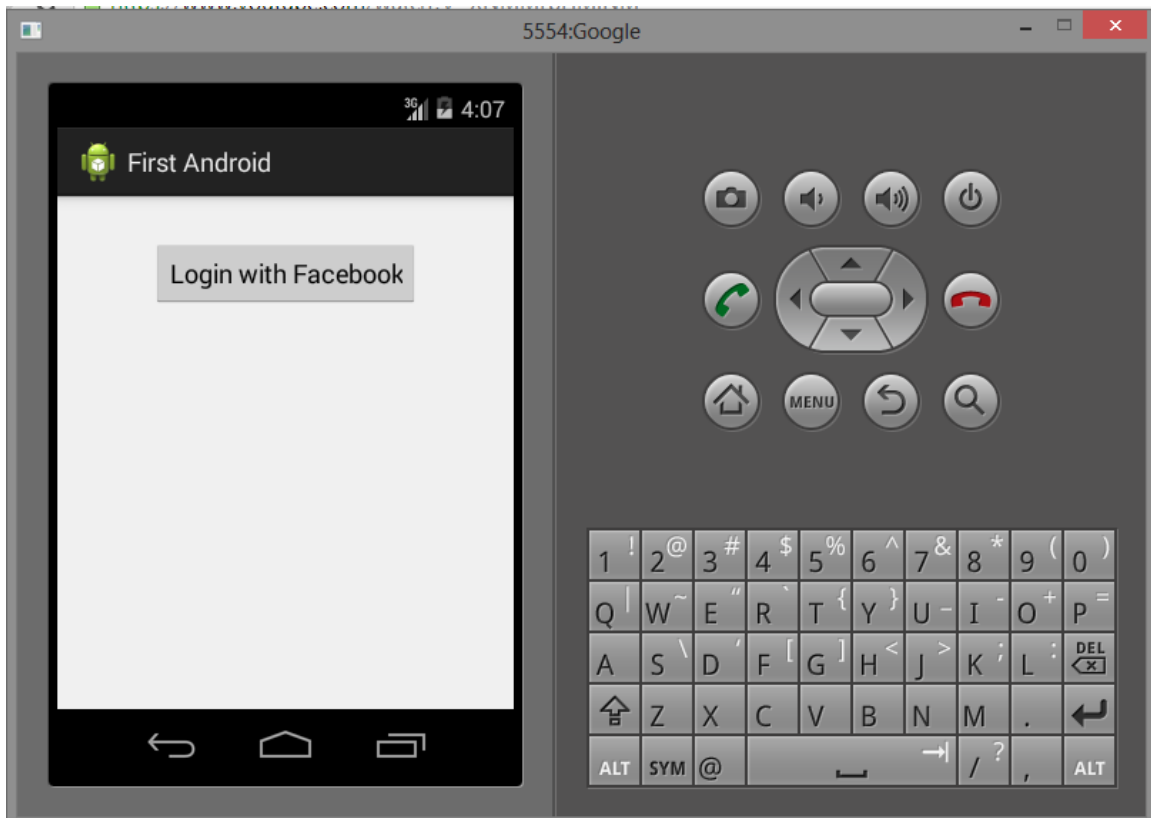 5554:Google
3G 4:07
First Android
Login with Facebook
MENU
1 ! 2 @ 3 # 4 $ 5 % 6 ^ 7 & 8 * 9 ( 0 )
Q | W ~ E " R ` T { Y } U _ I - O + P =
A S \ D ' F [ G ] H < J > K ; L : DEL
Z X C V B N M .
ALT SYM @ / ? , ALT